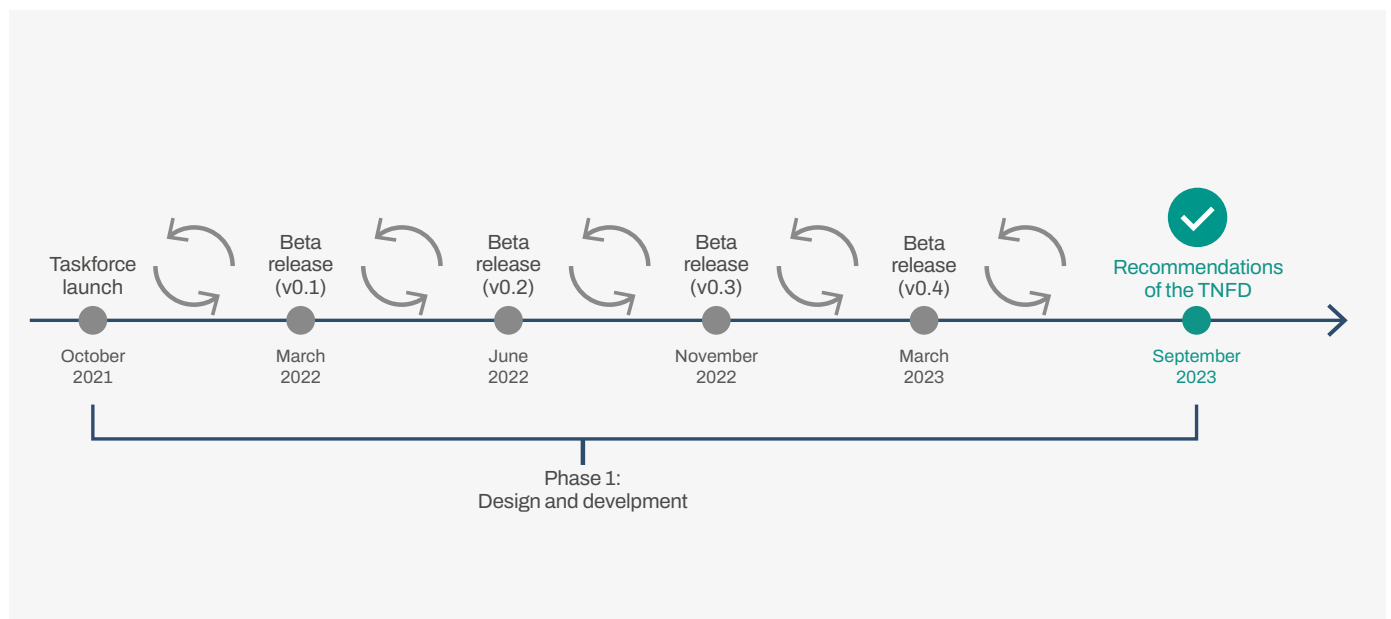 Taskforce
launch
October
2021
Beta
release
(v0.1)
March
2022
Beta
release
(v0.2)
June
2022
Beta
release
(v0.3)
November
2022
Beta
release
(v0.4)
March
2023
Recommendations
of the TNFD
September
2023
Phase 1:
Design and develpment